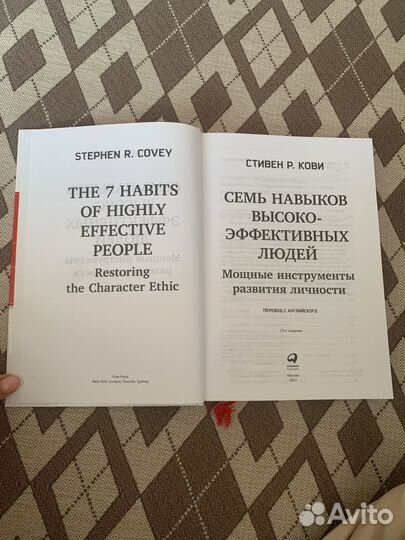 STEPHEN R. COVEY
THE 7 HABITS
OF HIGHLY
EFFECTIVE
PEOPLE
Restoring
the Character Ethic
Free Press
New York London Toronto Sydney
СТИВЕН Р. КОВИ
СЕМЬ НАВЫКОВ
ВЫСОКО-
ЭФФЕКТИВНЫХ
ЛЮДЕЙ
Мощные инструменты
развития личности
ПЕРЕВОД С АНГЛИЙСКОГО
Москва
2021
Avito